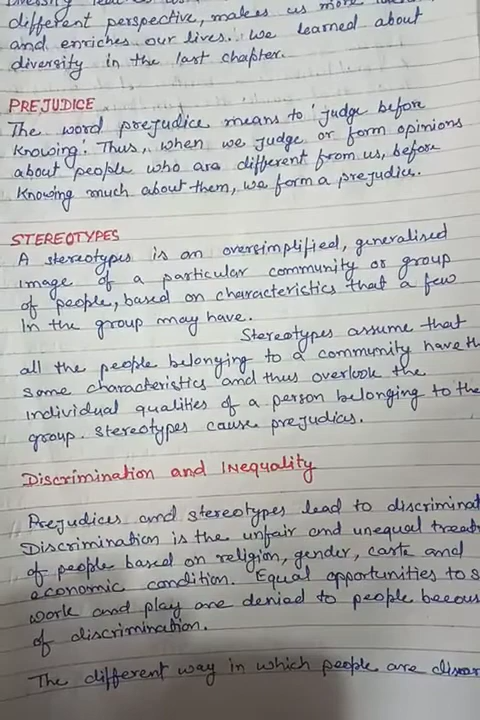 different perspective, makes us more
and enriches our lives. We learned about
diversity in the last chapter.
PREJUDICE
The word prejudice means to 'judge before
knowing'. Thus, when we judge or form opinions
about people who are different from us, before
knowing much about them, we form a prejudice.
STEREOTYPES
A stereotypes is an oversimplified, generalised
image of a particular community or group
of people, based on characteristics that a few
in the group may have.
Stereotypes assume that
all the people belonging to a community have th
same characteristics and thus overlook the
individual qualities of a person belonging to the
group. Stereotypes cause prejudices.
Discrimination and Inequality
Prejudices and stereotypes lead to discriminat
Discrimination is the unfair and unequal treat
of people based on religion, gender, caste and
economic condition. Equal opportunities to s
work and play are denied to people becous
of discrimination.
The different way in which people are discr